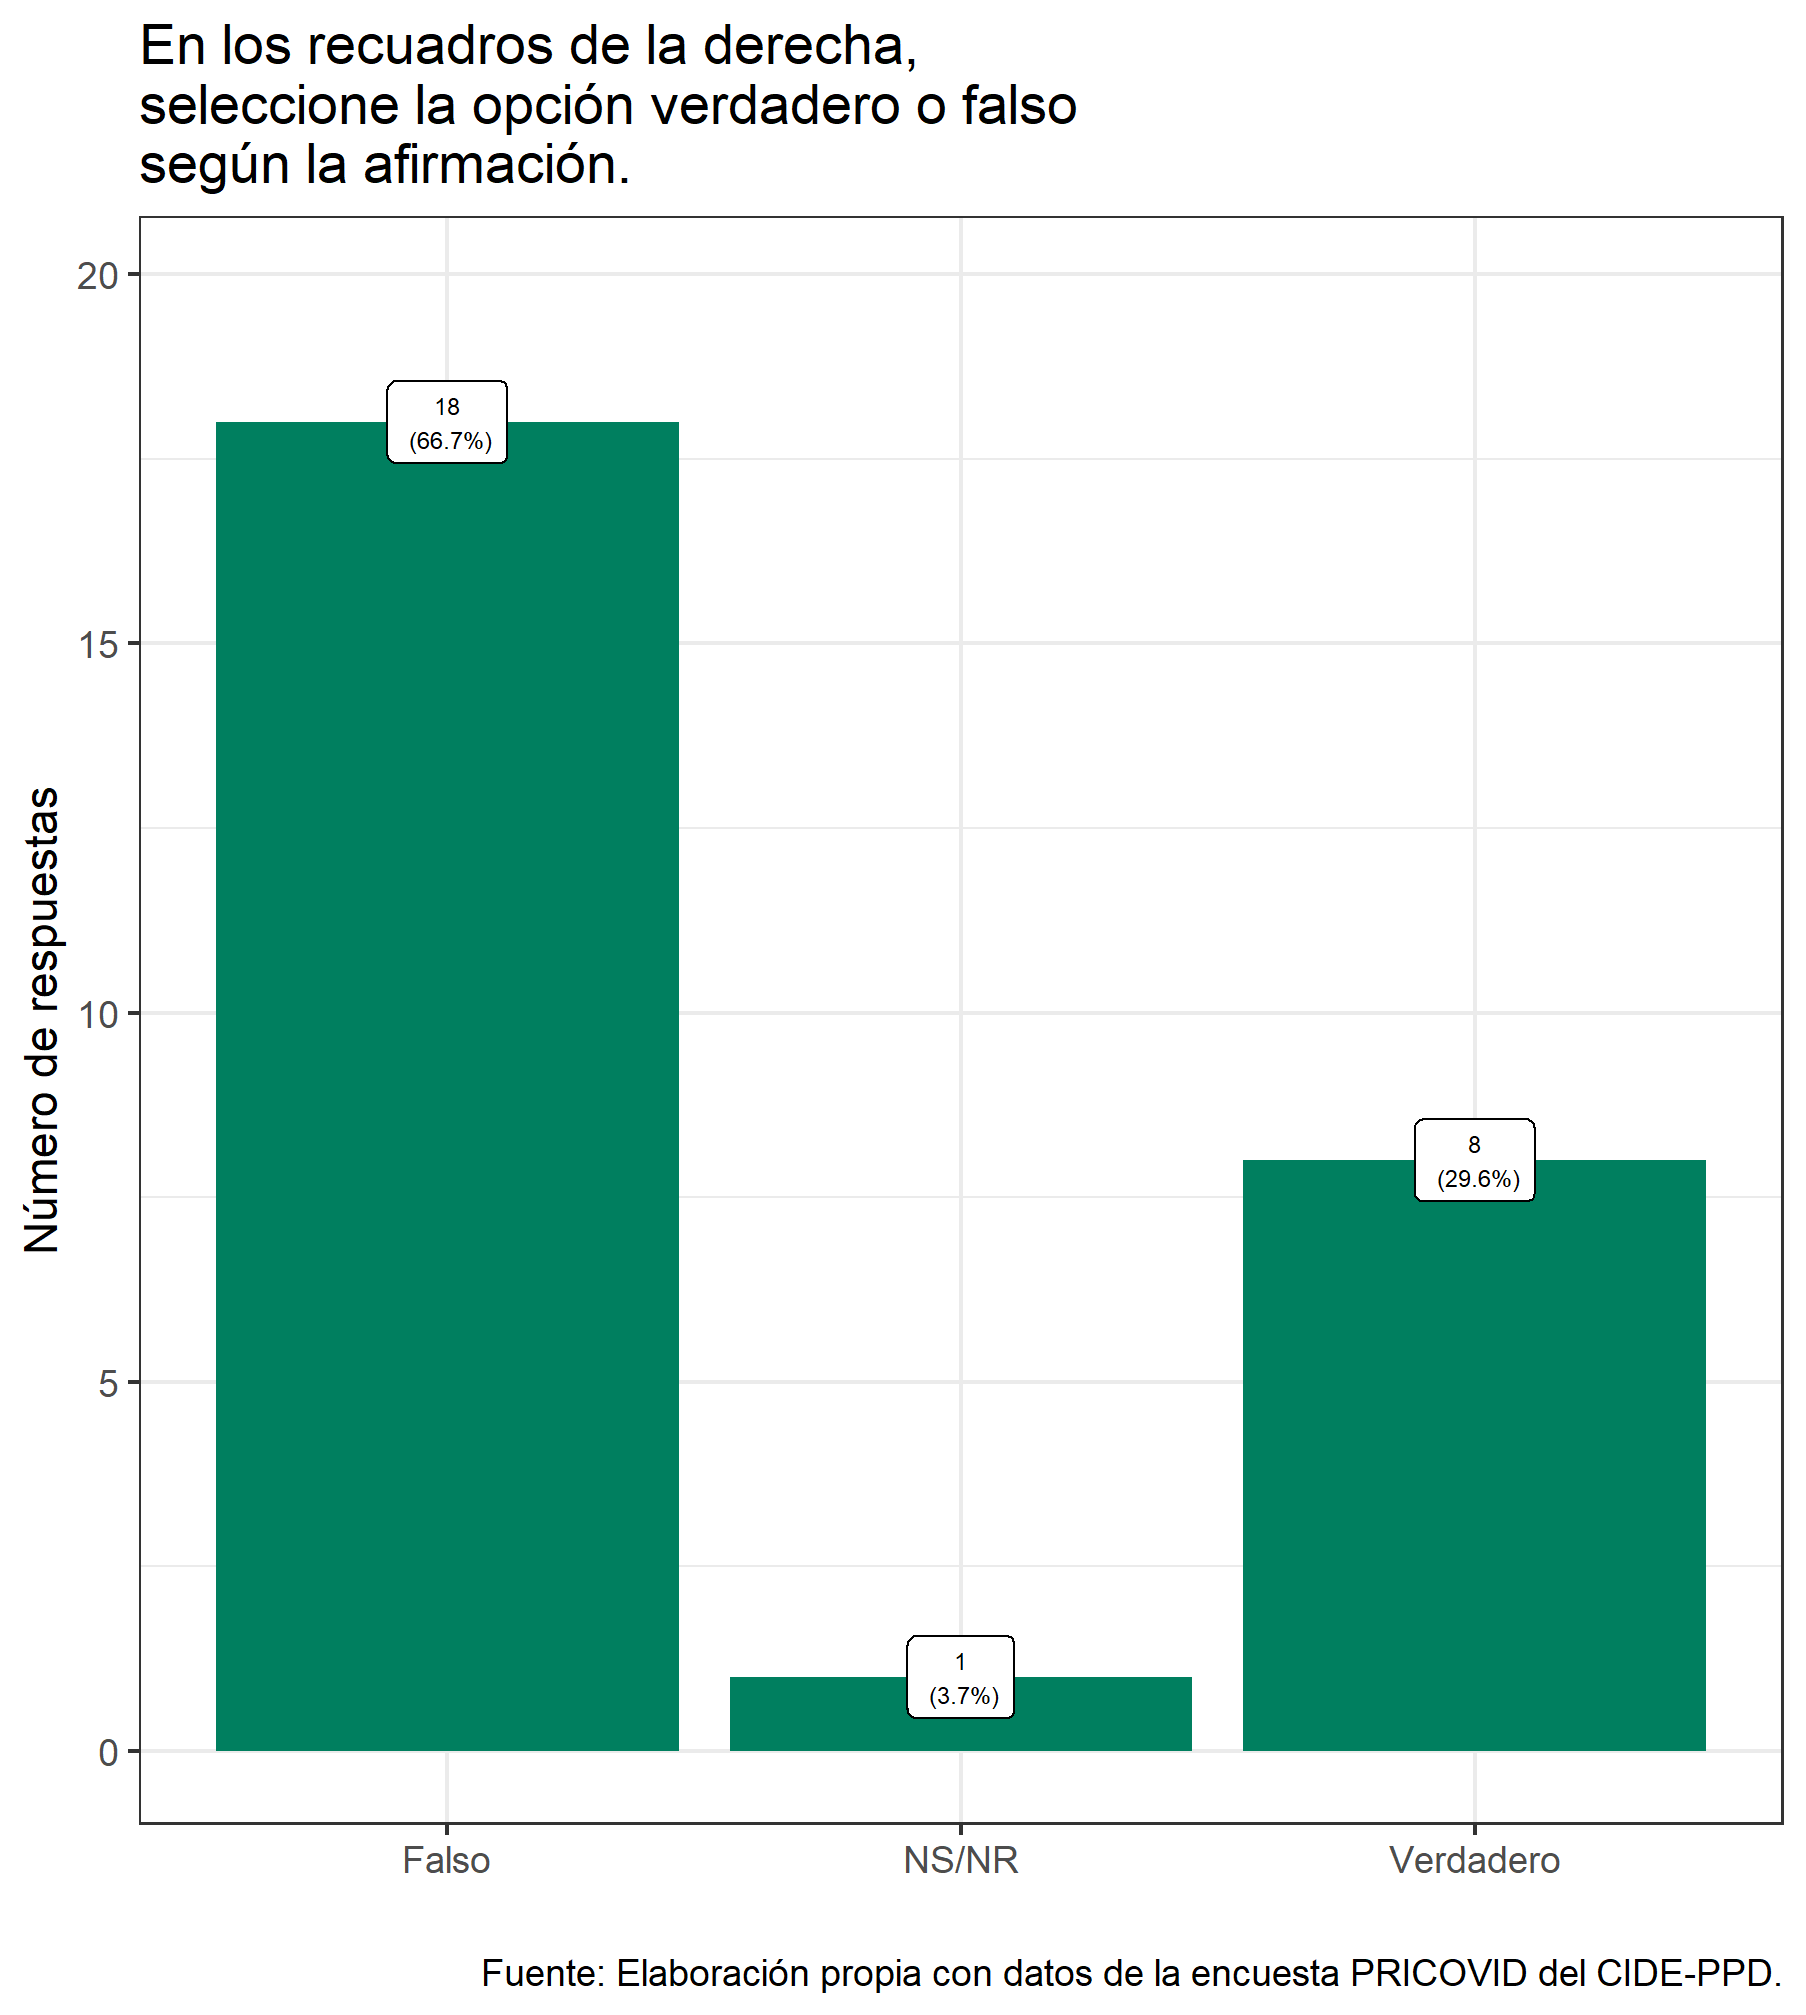 En los recuadros de la derecha,
seleccione la opción verdadero o falso
según la afirmación.
Número de respuestas
20
15
10
5
0
18
(66.7%)
1
(3.7%)
8
(29.6%)
Falso
NS/NR
Verdadero
Fuente: Elaboración propia con datos de la encuesta PRICOVID del CIDE-PPD.